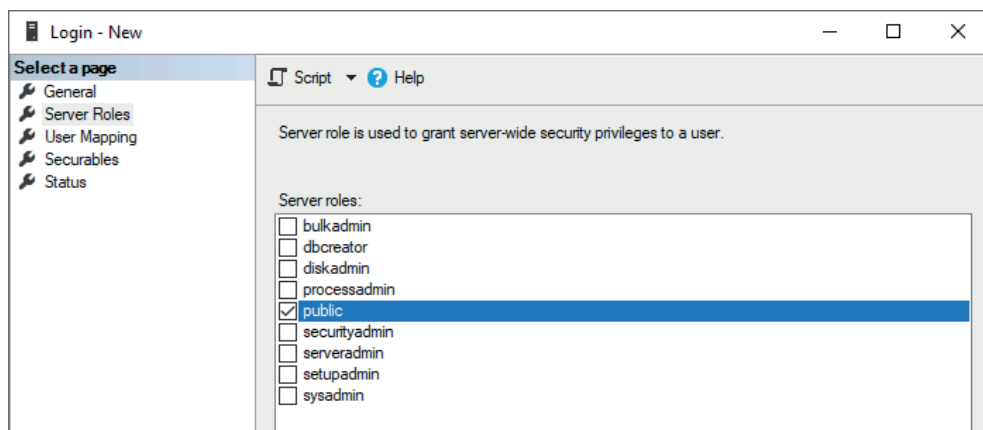 Login - New
Select a page
General
Server Roles
User Mapping
Securables
Status
Script
Help
Server role is used to grant server-wide security privileges to a user.
Server roles:
bulkadmin
dbcreator
diskadmin
processadmin
public
securityadmin
serveradmin
setupadmin
sysadmin